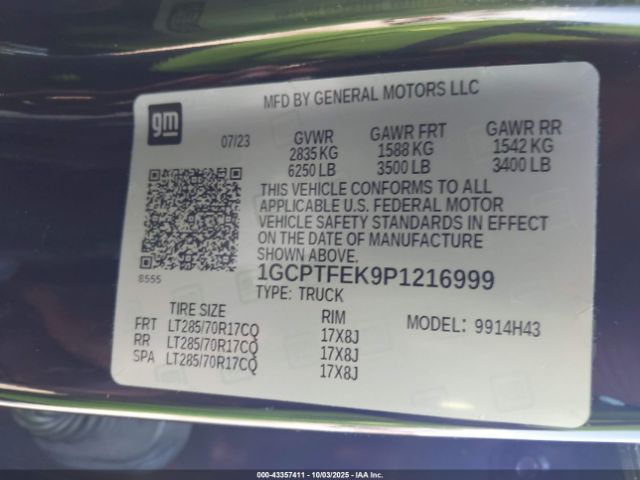 gm
MFD BY GENERAL MOTORS LLC
07/23 GVWR GAWR FRT GAWR RR
2835 KG 1588 KG 1542 KG
6250 LB 3500 LB 3400 LB
THIS VEHICLE CONFORMS TO ALL
APPLICABLE U.S. FEDERAL MOTOR
VEHICLE SAFETY STANDARDS IN EFFECT
ON THE DATE OF MANUFACTURE
SHOWN ABOVE.
8555
1GCPTFEK9P1216999
TYPE: TRUCK
TIRE SIZE RIM
FRT LT285/70R17CQ 17X8J MODEL: 9914H43
RR LT285/70R17CQ 17X8J
SPA LT285/70R17CQ 17X8J
000-43357411 - 10/03/2025 - IAA Inc.